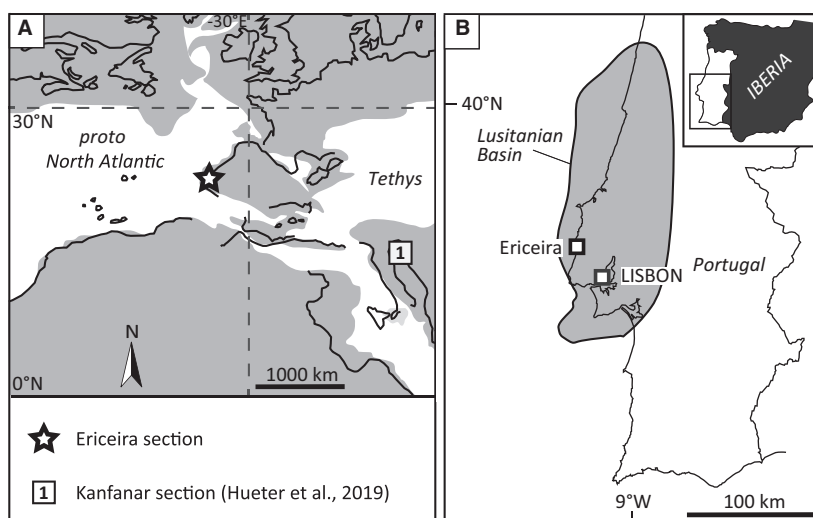 A
-30°E
30°N
proto
North Atlantic
Tethys
1
N
1000 km
0°N
Ericeira section
1 Kanfanar section (Hueter et al., 2019)
B
IBERIA
40°N
Lusitanian
Basin
Ericeira
LISBON
Portugal
9°W
100 km